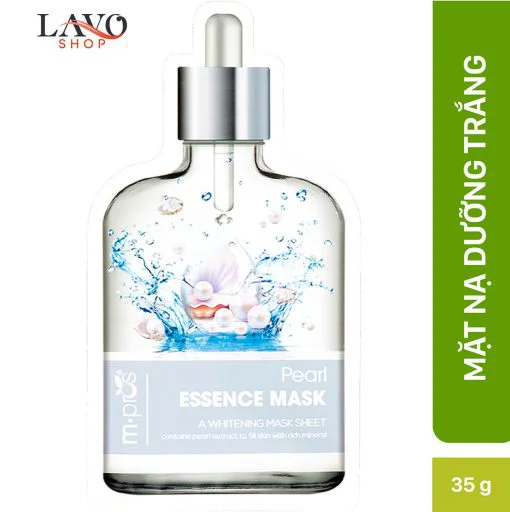 LAVO
SHOP
Pearl
ESSENCE MASK
A WHITENING MASK SHEET
contains pearl extract to fill skin with rich mineral
m·pros
MẶT NẠ DƯỠNG TRẮNG
35 g